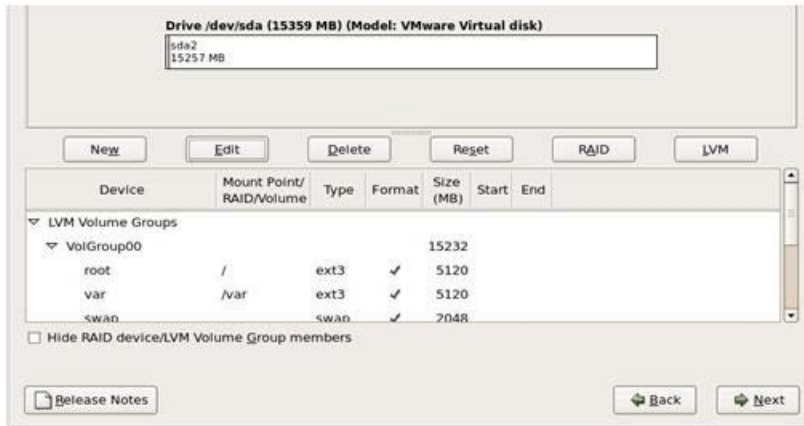 Drive /dev/sda (15359 MB) (Model: VMware Virtual disk)
sda2
15257 MB
New Edit Delete Reset RAID LVM
Device Mount Point/ RAID/Volume Type Format Size (MB) Start End
LVM Volume Groups
VolGroup00 15232
root / ext3 5120
var /var ext3 5120
swap swap 2048
Hide RAID device/LVM Volume Group members
Release Notes Back Next